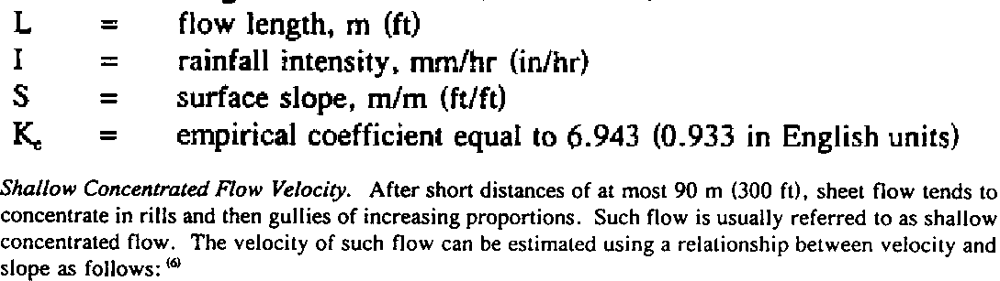 L = flow length, m (ft)
I = rainfall intensity, mm/hr (in/hr)
S = surface slope, m/m (ft/ft)
Kc = empirical coefficient equal to 6.943 (0.933 in English units)
Shallow Concentrated Flow Velocity. After short distances of at most 90 m (300 ft), sheet flow tends to
concentrate in rills and then gullies of increasing proportions. Such flow is usually referred to as shallow
concentrated flow. The velocity of such flow can be estimated using a relationship between velocity and
slope as follows: (6)